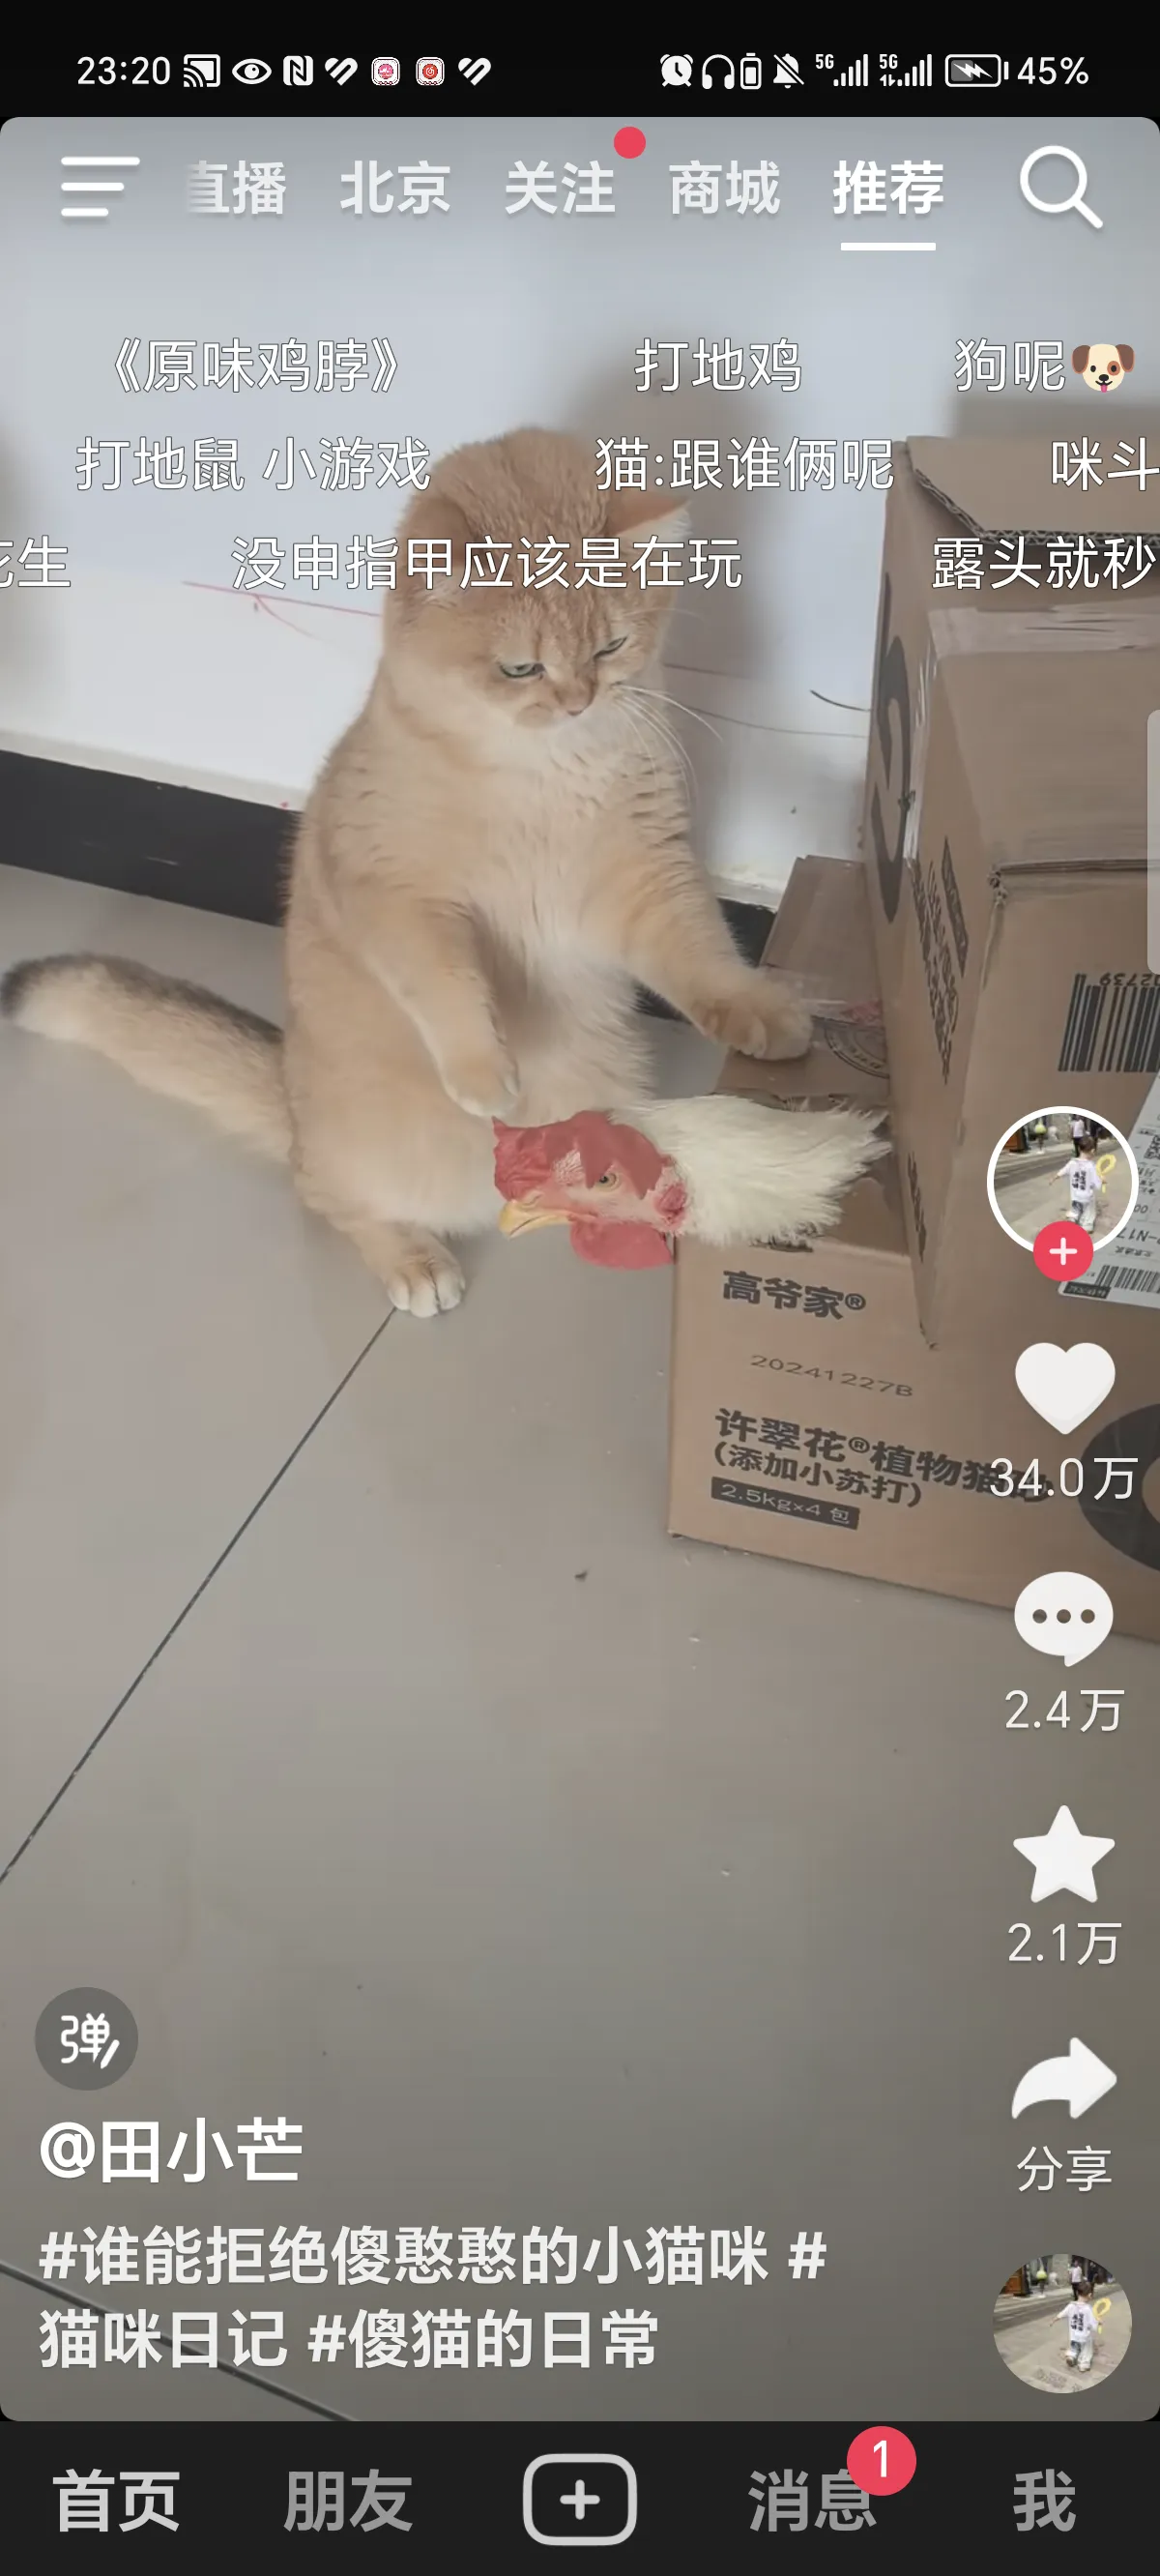 23:20
5G
5G
45%
直播 北京 关注 商城 推荐
《原味鸡脖》 打地鸡 狗呢
打地鼠 小游戏 猫:跟谁俩呢 咪斗
生 没申指甲应该是在玩 露头就秒
高爷家®
20241227B
许翠花®植物猫
(添加小苏打)
2.5kg×4 包
34.0万
2.4万
2.1万
弹
@田小芒
分享
#谁能拒绝傻憨憨的小猫咪 #
猫咪日记 #傻猫的日常
首页 朋友 消息 1 我